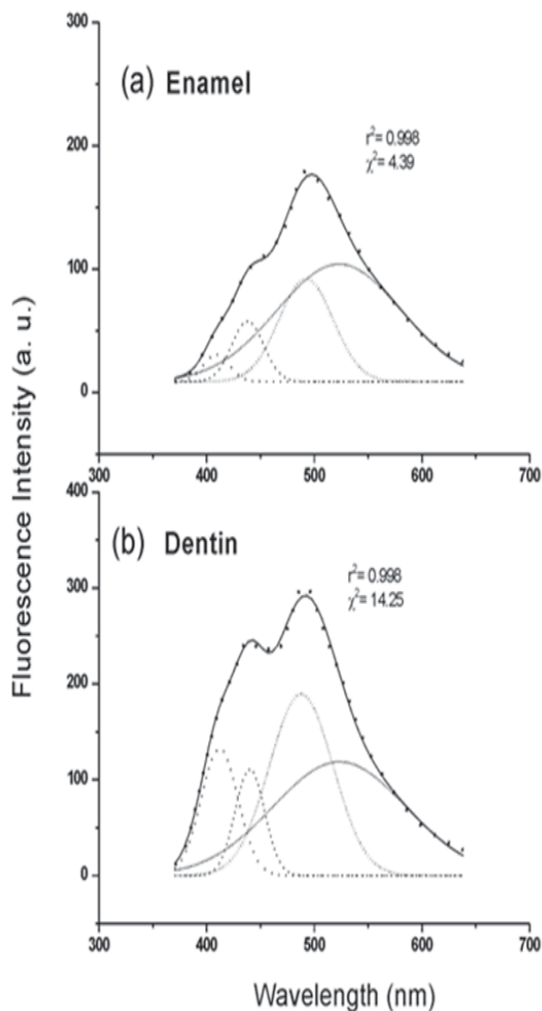 300
(a) Enamel
200
r²= 0.998
χ²= 4.39
100
0
300 400 500 600 700
400
(b) Dentin
300
r²= 0.998
χ²= 14.25
200
100
0
300 400 500 600 700
Fluorescence Intensity (a. u.)
Wavelength (nm)